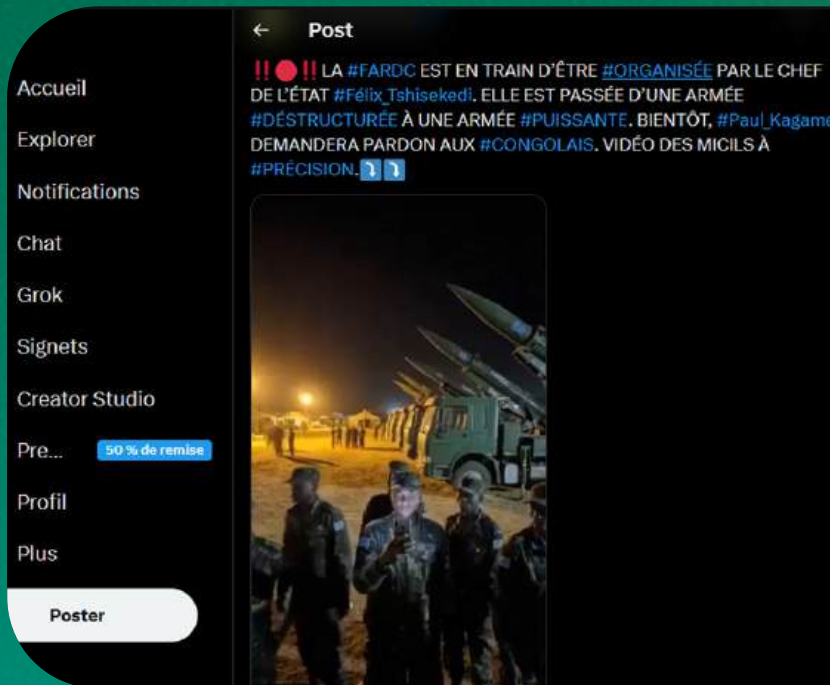 Accueil
Explorer
Notifications
Chat
Grok
Signets
Creator Studio
Pre... 50 % de remise
Profil
Plus
Poster
← Post
‼️🔴‼️ LA #FARDC EST EN TRAIN D’ÊTRE #ORGANISÉE PAR LE CHEF
DE L’ÉTAT #Félix_Tshisekedi. ELLE EST PASSÉE D’UNE ARMÉE
#DÉSTRUCTURÉE À UNE ARMÉE #PUISSANTE. BIENTÔT, #Paul_Kagame
DEMANDERA PARDON AUX #CONGOLAIS. VIDÉO DES MICILS À
#PRÉCISION.⤵️⤵️